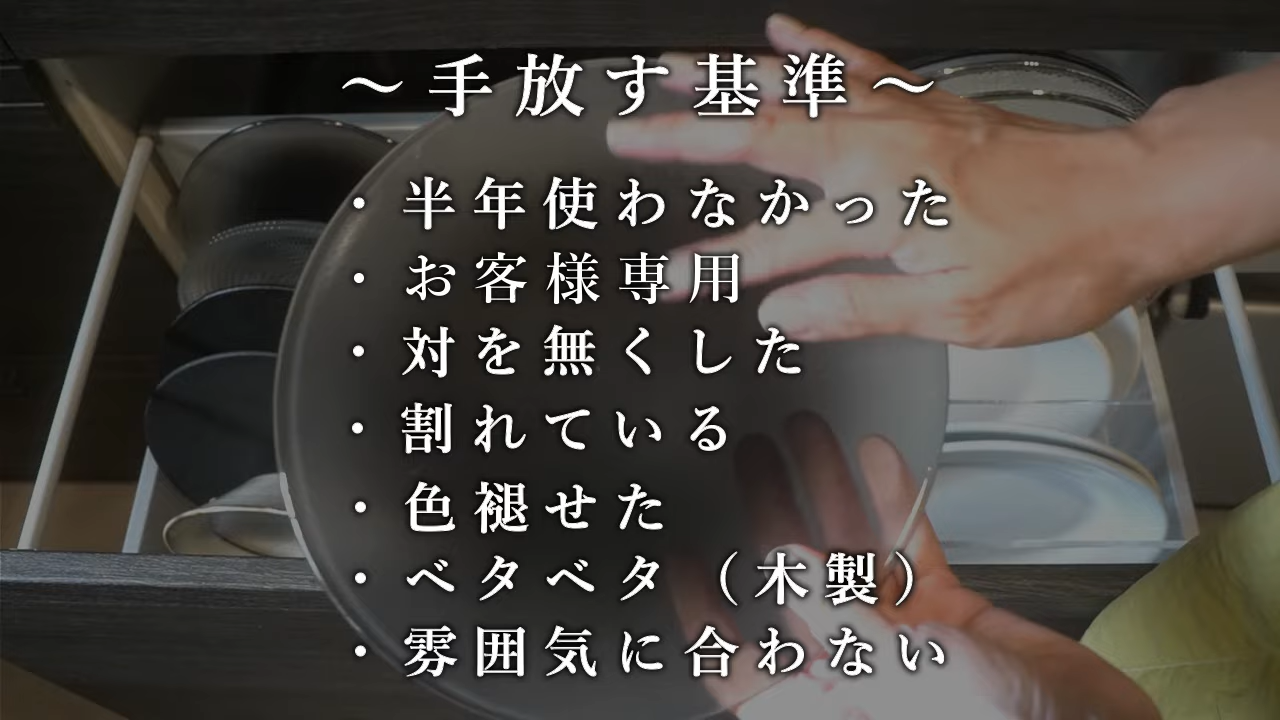 ～手放す基準～
・半年使わなかった
・お客様専用
・対を無くした
・割れている
・色褪せた
・ベタベタ（木製）
・雰囲気に合わない